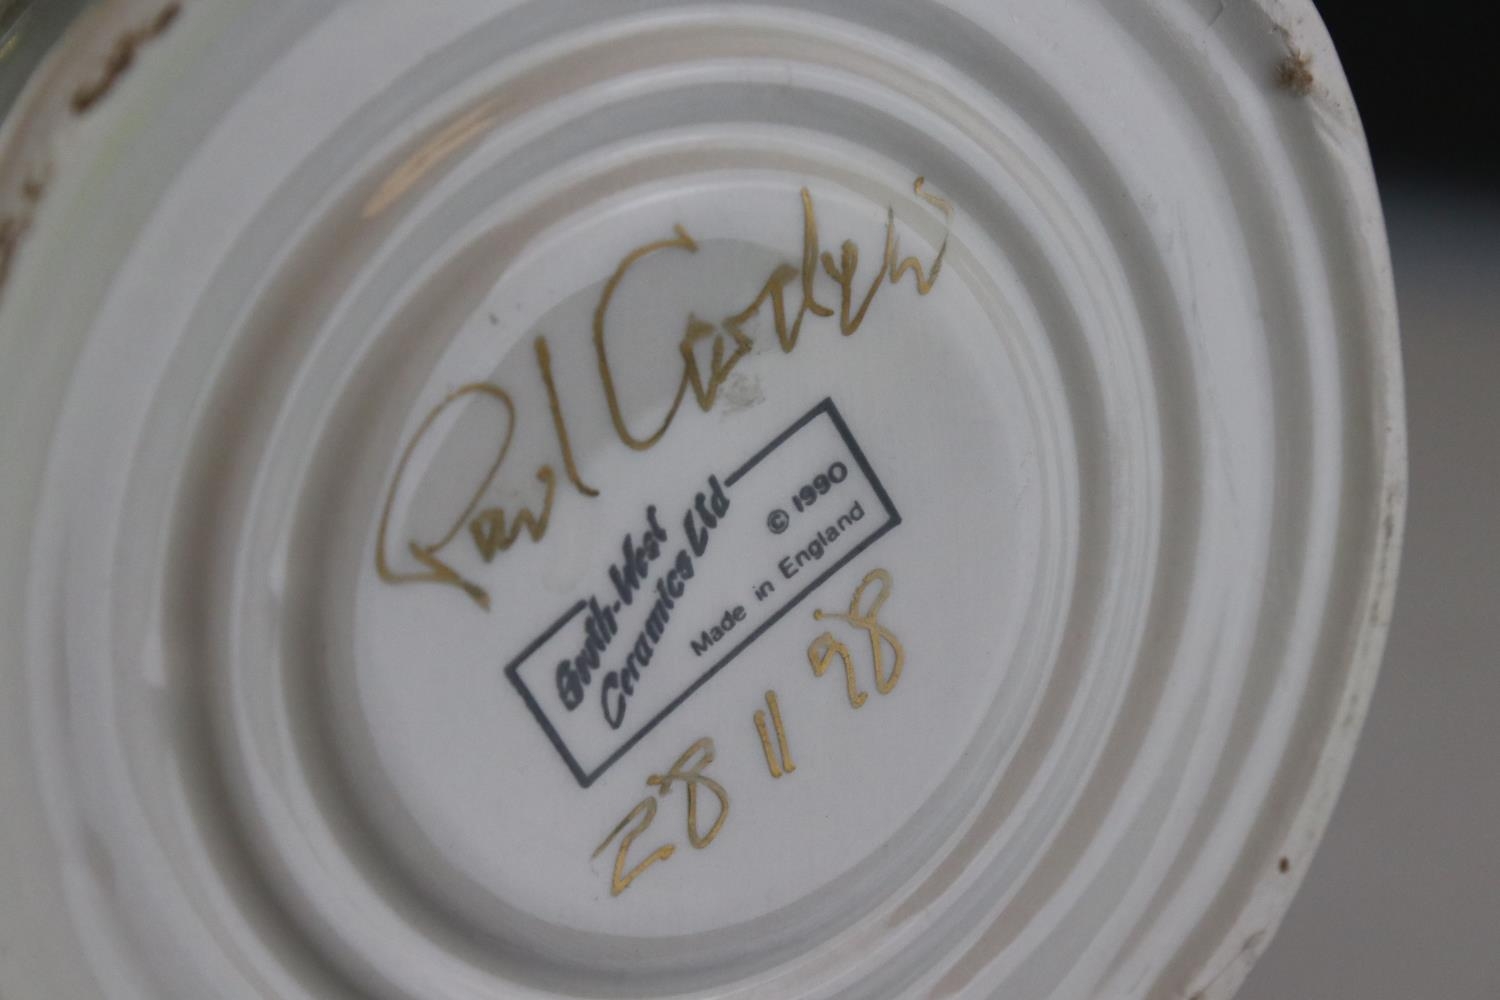 Paul Cardew
South-West
Ceramics Ltd
© 1990
Made in England
28 11 98